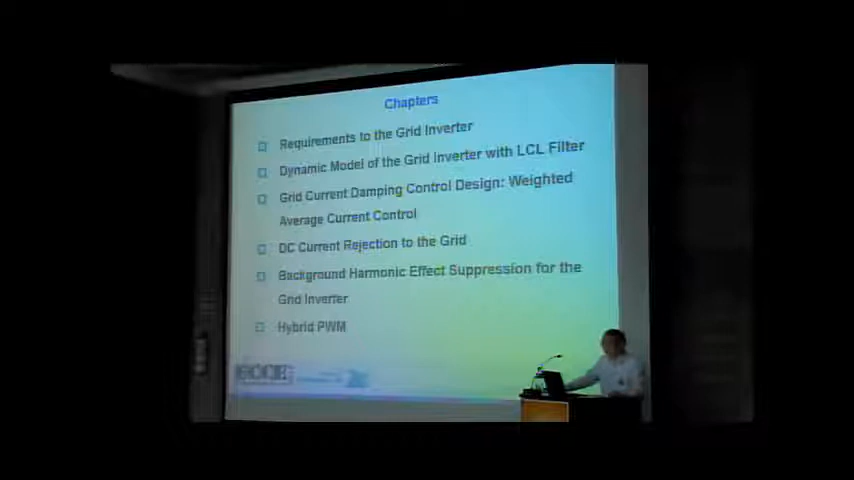 Chapters
Requirements to the Grid Inverter
Dynamic Model of the Grid Inverter with LCL Filter
Grid Current Damping Control Design: Weighted
Average Current Control
DC Current Rejection to the Grid
Background Harmonic Effect Suppression for the
Grid Inverter
Hybrid PWM